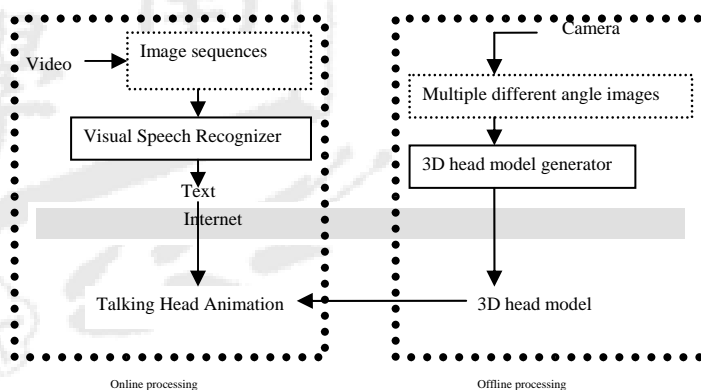 Video
Image sequences
Visual Speech Recognizer
Text
Internet
Talking Head Animation
Online processing
Camera
Multiple different angle images
3D head model generator
3D head model
Offline processing